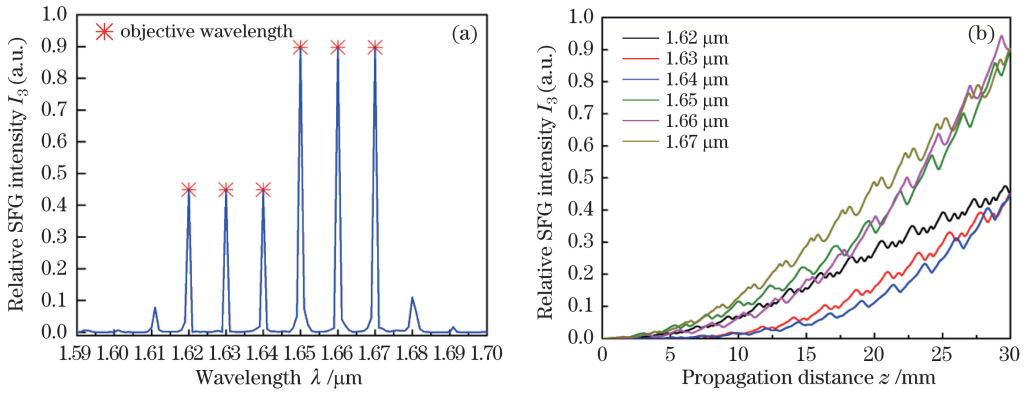 1.0
0.9
0.8
0.7
0.6
0.5
0.4
0.3
0.2
0.1
0.0
Relative SFG intensity I3 (a.u.)
objective wavelength
(a)
1.59 1.60 1.61 1.62 1.63 1.64 1.65 1.66 1.67 1.68 1.69 1.70
Wavelength λ /μm
1.0
0.9
0.8
0.7
0.6
0.5
0.4
0.3
0.2
0.1
0.0
Relative SFG intensity I3 (a.u.)
(b)
1.62 μm
1.63 μm
1.64 μm
1.65 μm
1.66 μm
1.67 μm
0 5 10 15 20 25 30
Propagation distance z /mm